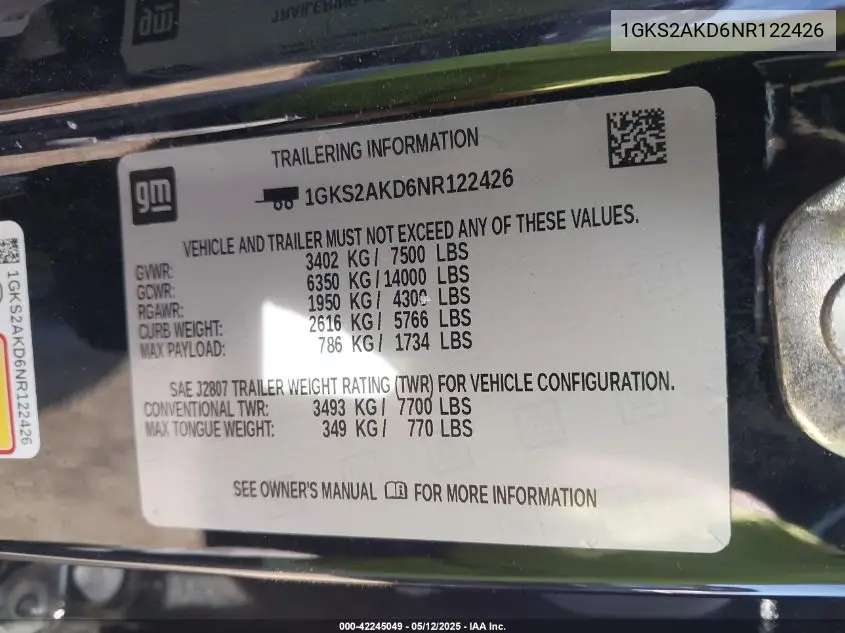 1GKS2AKD6NR122426
TRAILERING INFORMATION
gm
1GKS2AKD6NR122426
VEHICLE AND TRAILER MUST NOT EXCEED ANY OF THESE VALUES.
GVWR: 3402 KG / 7500 LBS
GCWR: 6350 KG / 14000 LBS
RGAWR: 1950 KG / 4300 LBS
CURB WEIGHT: 2616 KG / 5766 LBS
MAX PAYLOAD: 786 KG / 1734 LBS
SAE J2807 TRAILER WEIGHT RATING (TWR) FOR VEHICLE CONFIGURATION.
CONVENTIONAL TWR: 3493 KG / 7700 LBS
MAX TONGUE WEIGHT: 349 KG / 770 LBS
SEE OWNER'S MANUAL FOR MORE INFORMATION
1GKS2AKD6NR122426
000-42245049 - 05/12/2025 - IAA Inc.